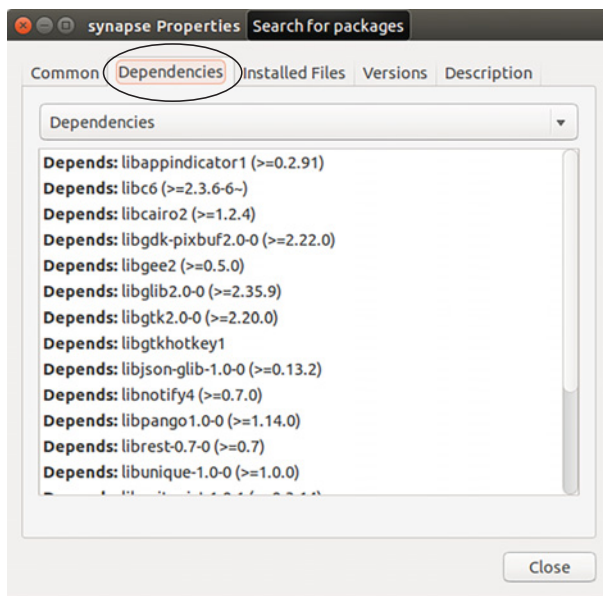 synapse Properties Search for packages
Common Dependencies Installed Files Versions Description
Dependencies
Depends: libappindicator1 (>=0.2.91)
Depends: libc6 (>=2.3.6-6~)
Depends: libcairo2 (>=1.2.4)
Depends: libgdk-pixbuf2.0-0 (>=2.22.0)
Depends: libgee2 (>=0.5.0)
Depends: libglib2.0-0 (>=2.35.9)
Depends: libgtk2.0-0 (>=2.20.0)
Depends: libgtkhotkey1
Depends: libjson-glib-1.0-0 (>=0.13.2)
Depends: libnotify4 (>=0.7.0)
Depends: libpango1.0-0 (>=1.14.0)
Depends: librest-0.7-0 (>=0.7)
Depends: libunique-1.0-0 (>=1.0.0)
Close